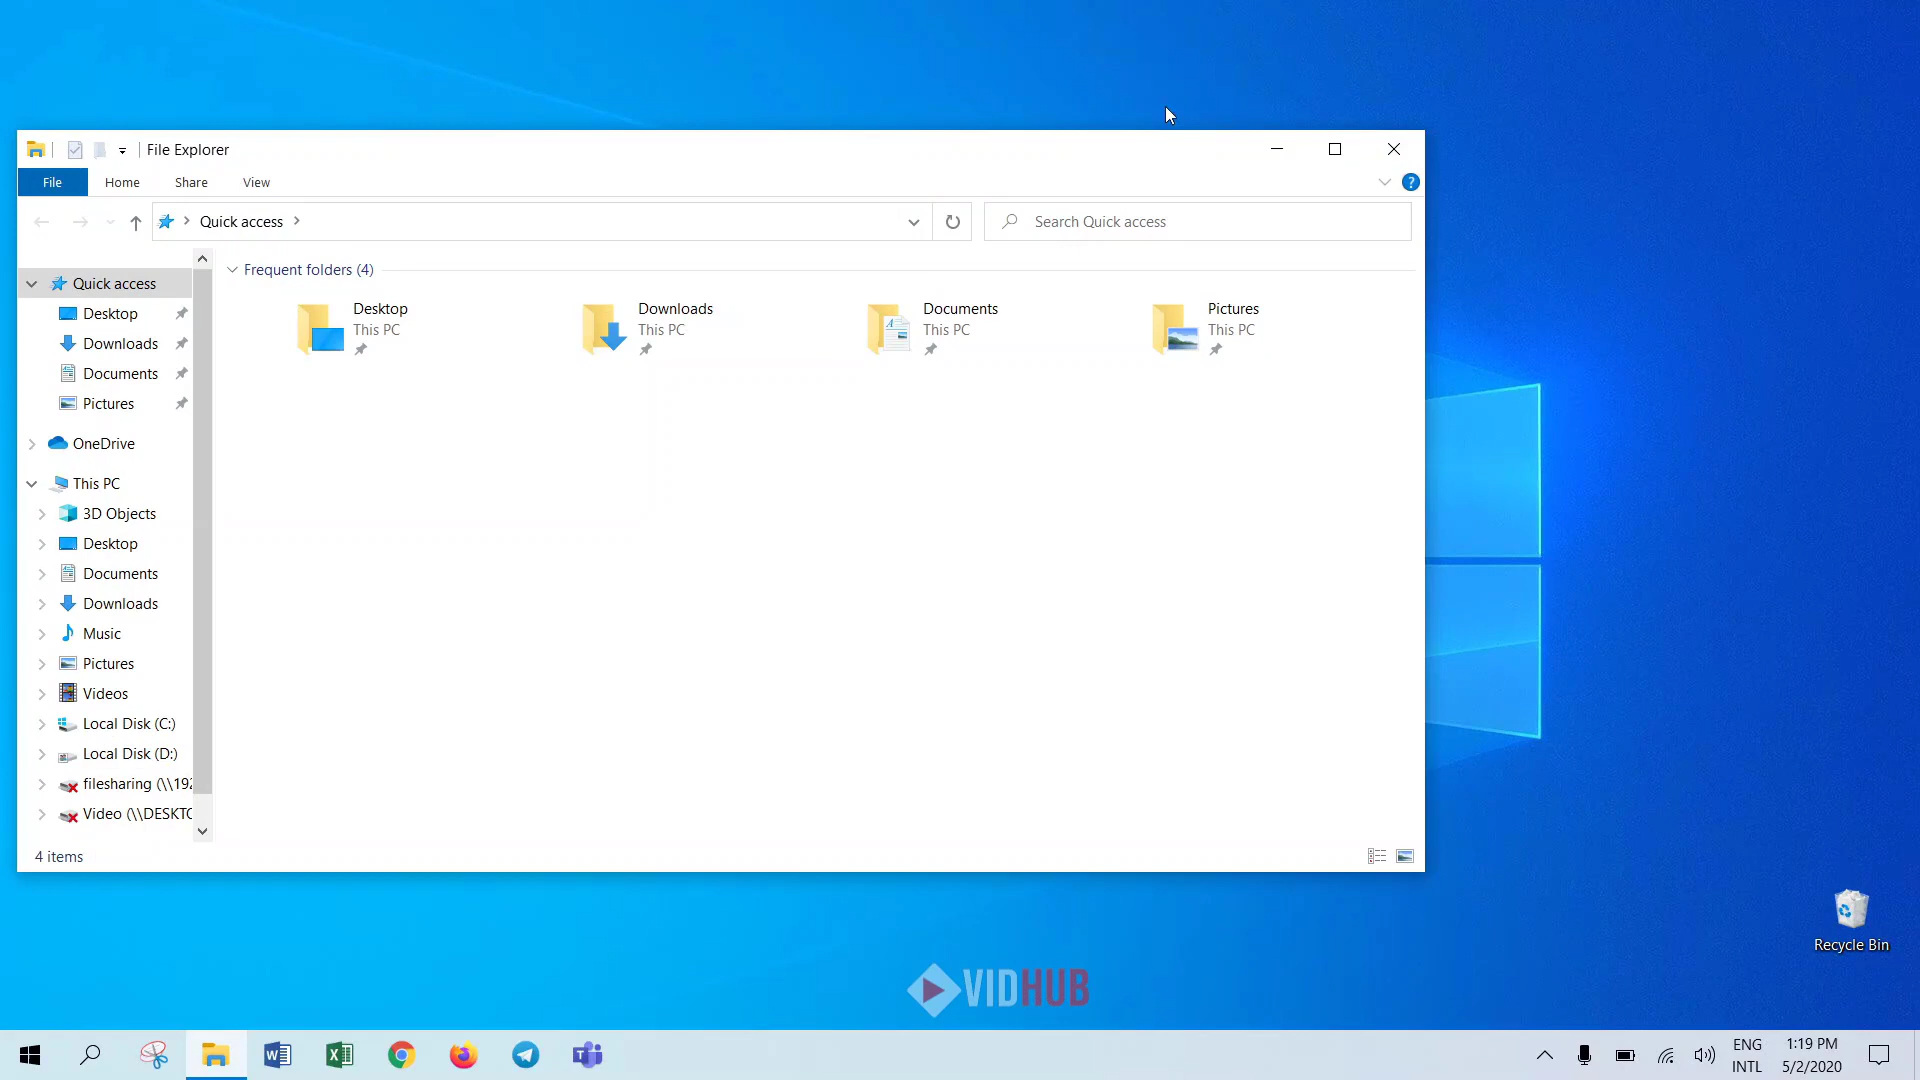 File Explorer
File Home Share View
Quick access
Search Quick access
Quick access
Desktop
Downloads
Documents
Pictures
OneDrive
This PC
3D Objects
Desktop
Documents
Downloads
Music
Pictures
Videos
Local Disk (C:)
Local Disk (D:)
filesharing (\\192
Video (\\DESKTO
Frequent folders (4)
Desktop
This PC
Downloads
This PC
Documents
This PC
Pictures
This PC
4 items
Recycle Bin
VIDHUB
ENG
INTL
1:19 PM
5/2/2020